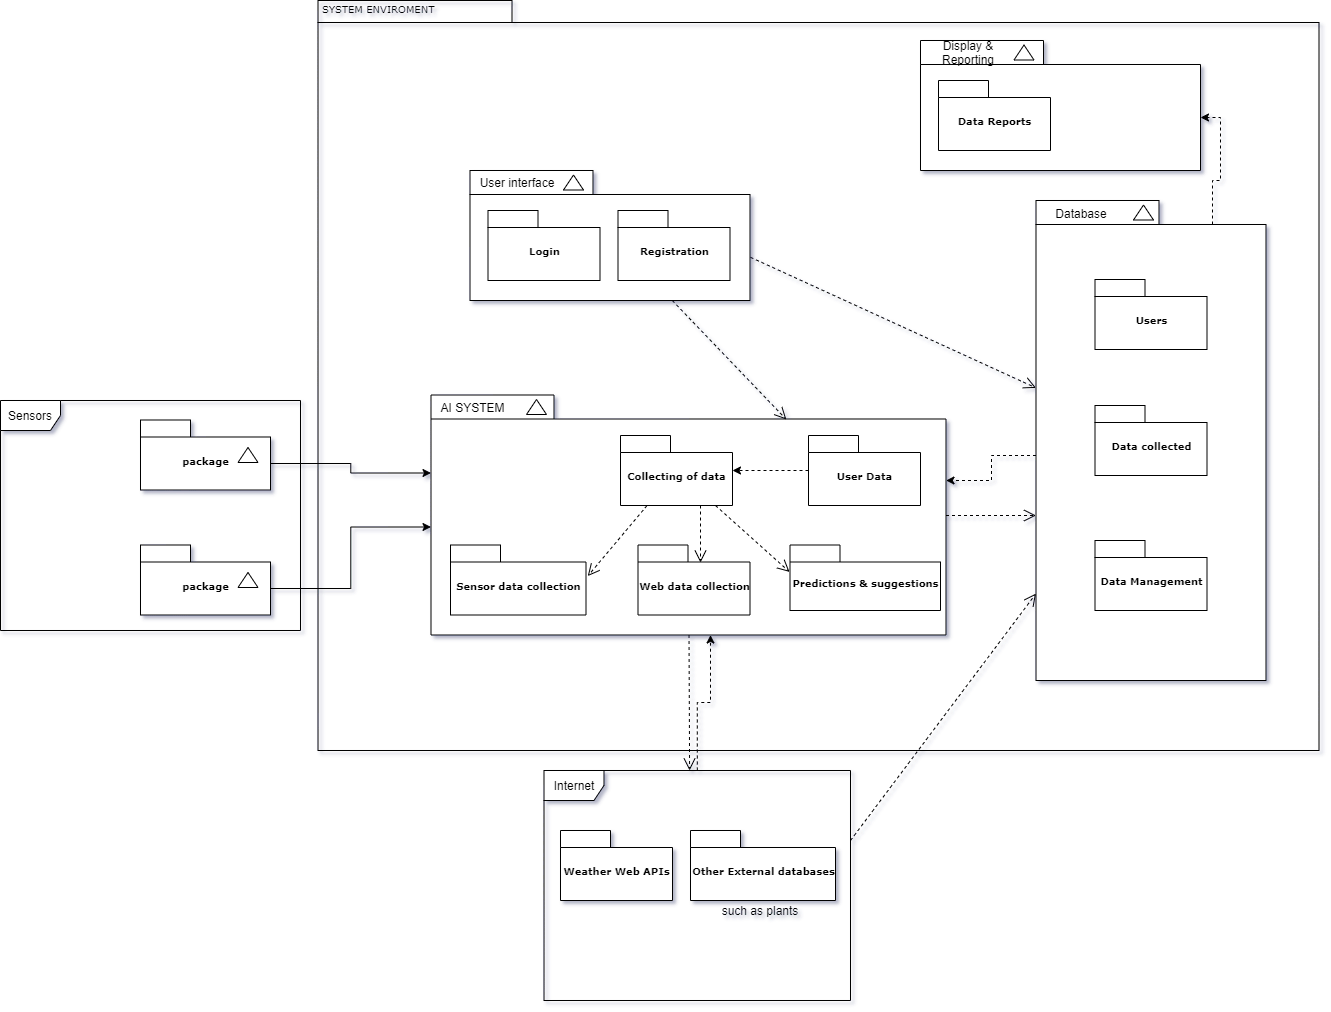 SYSTEM ENVIROMENT
Display &
Reporting
Data Reports
User interface
Login
Registration
Database
Users
Data collected
Data Management
Sensors
package
package
AI SYSTEM
Collecting of data
User Data
Sensor data collection
Web data collection
Predictions & suggestions
Internet
Weather Web APIs
Other External databases
such as plants